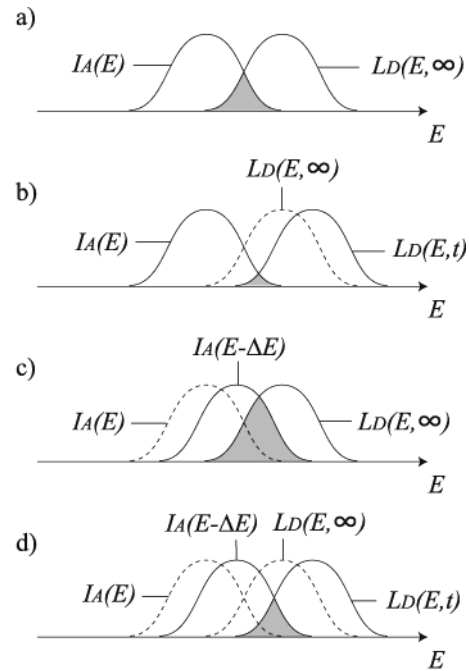 a)
IA(E) LD(E,∞)
E
b)
LD(E,∞)
IA(E) LD(E,t)
E
c)
IA(E-ΔE)
IA(E) LD(E,∞)
E
d)
IA(E-ΔE) LD(E,∞)
IA(E) LD(E,t)
E